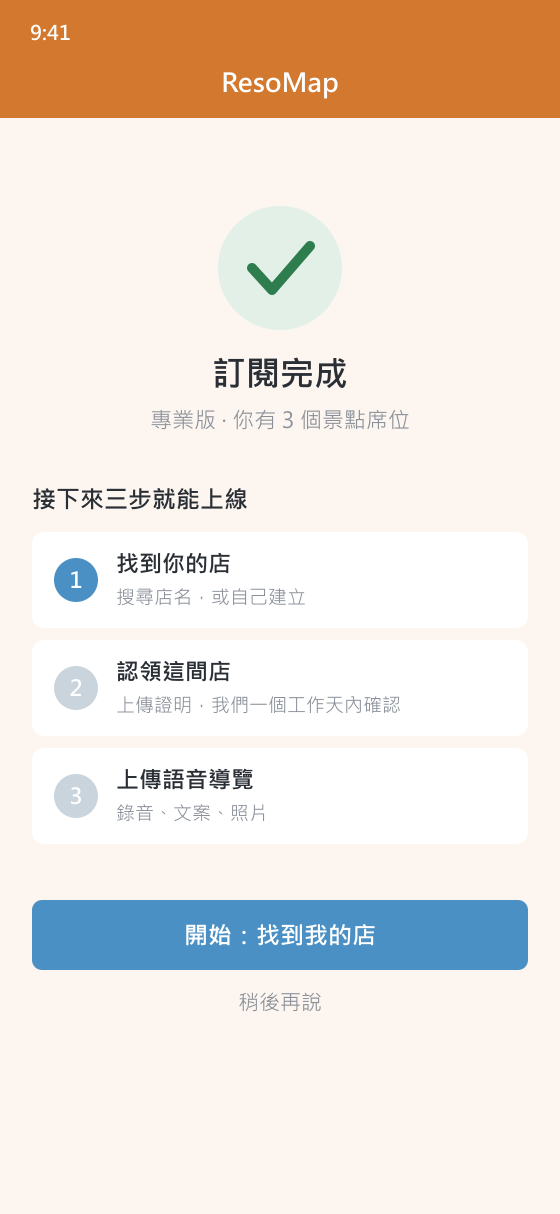 9:41
ResoMap
訂閱完成
專業版 · 你有 3 個景點席位
接下來三步就能上線
1
找到你的店
搜尋店名，或自己建立
2
認領這間店
上傳證明，我們一個工作天內確認
3
上傳語音導覽
錄音、文案、照片
開始：找到我的店
稍後再說